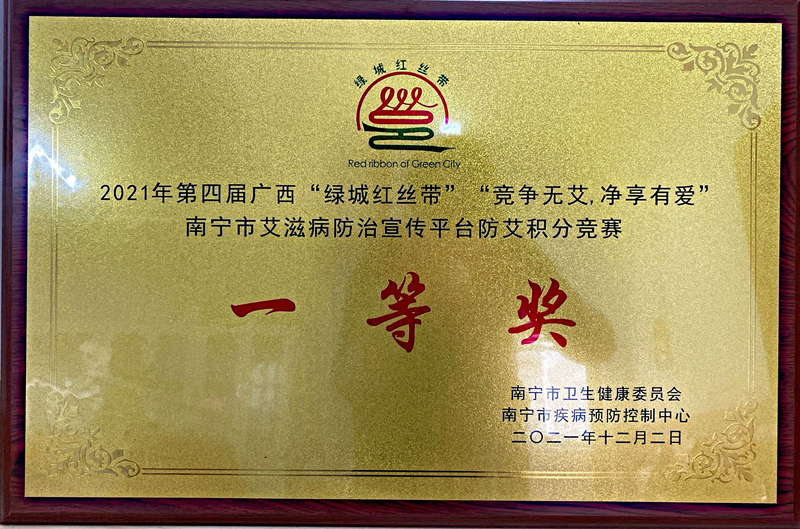 绿城红丝带
Red ribbon of Green City
2021年第四届广西“绿城红丝带”“竞争无艾,净享有爱”
南宁市艾滋病防治宣传平台防艾积分竞赛
一等奖
南宁市卫生健康委员会
南宁市疾病预防控制中心
二〇二一年十二月二日